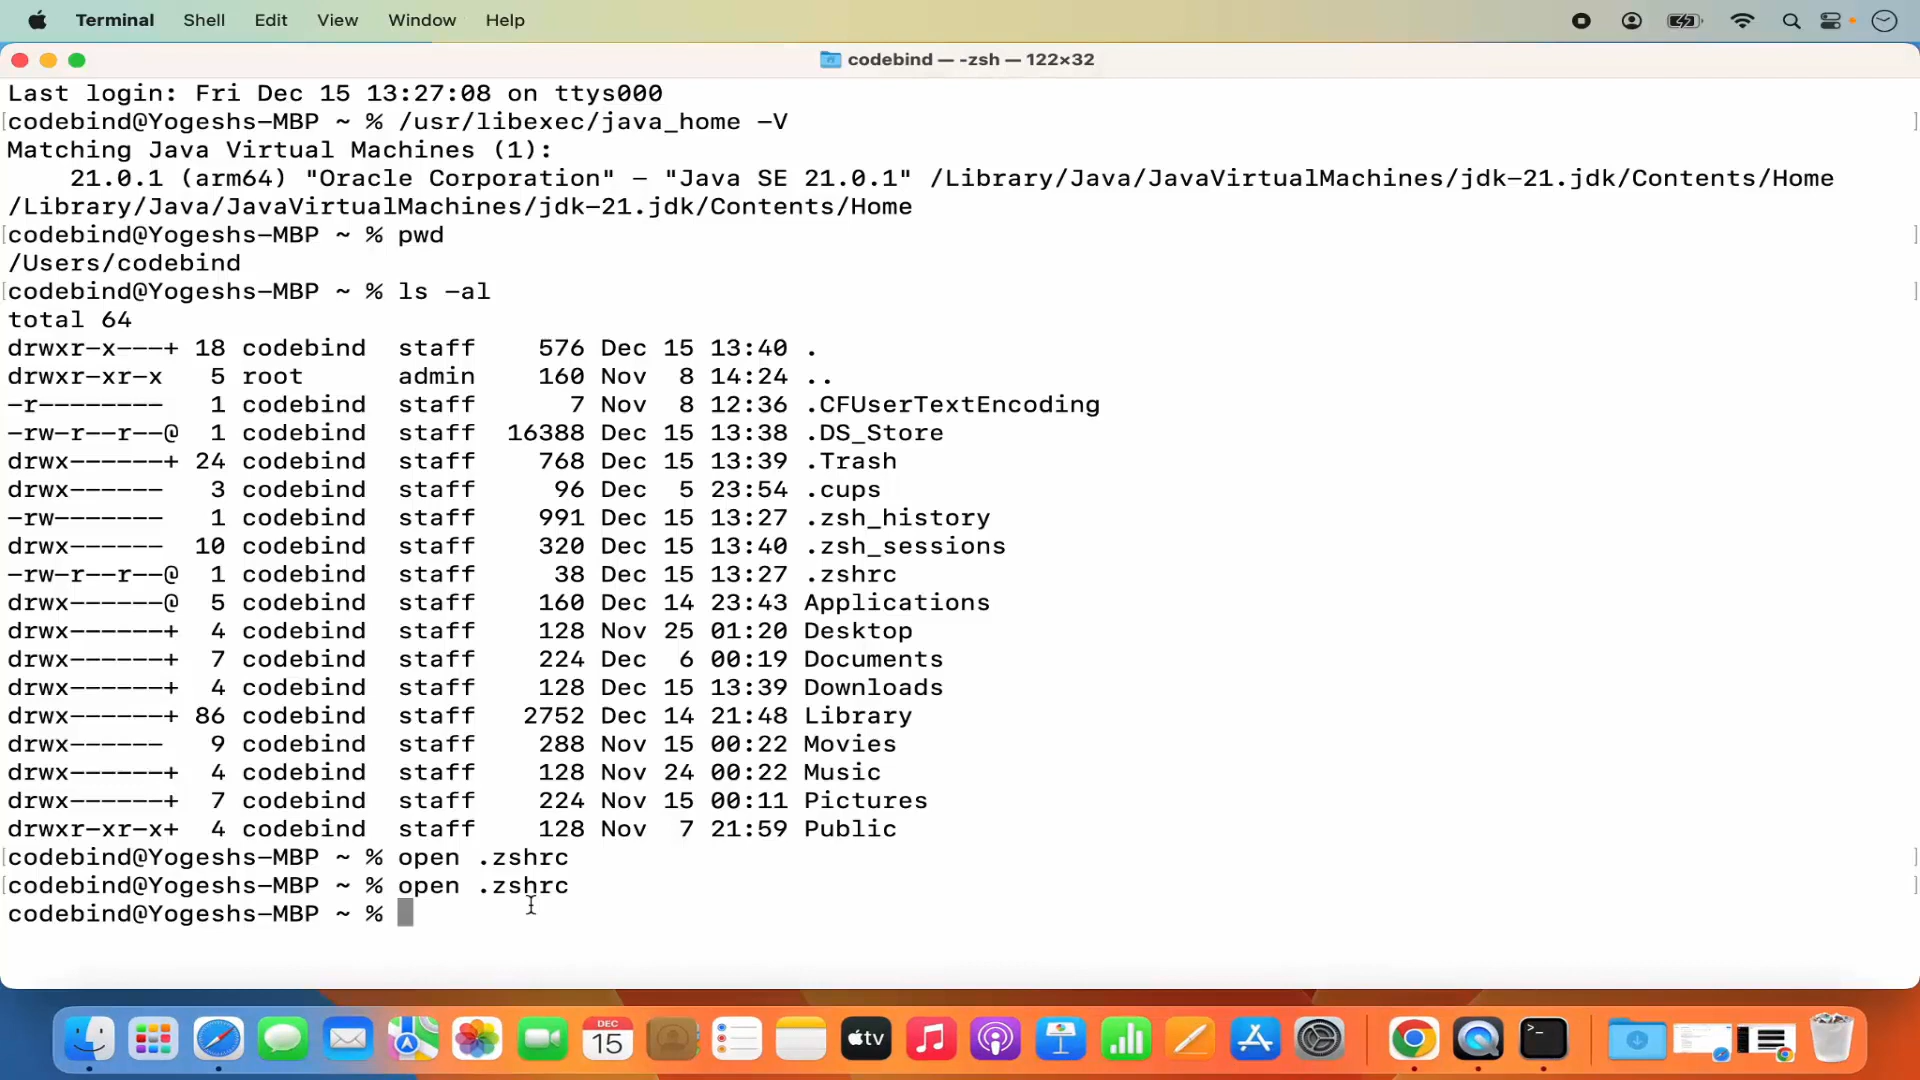 Terminal Shell Edit View Window Help
codebind — -zsh — 122×32
Last login: Fri Dec 15 13:27:08 on ttys000
[codebind@Yogeshs-MBP ~ % /usr/libexec/java_home -V ]
Matching Java Virtual Machines (1):
    21.0.1 (arm64) "Oracle Corporation" - "Java SE 21.0.1" /Library/Java/JavaVirtualMachines/jdk-21.jdk/Contents/Home
/Library/Java/JavaVirtualMachines/jdk-21.jdk/Contents/Home
[codebind@Yogeshs-MBP ~ % pwd ]
/Users/codebind
[codebind@Yogeshs-MBP ~ % ls -al ]
total 64
drwxr-x---+ 18 codebind  staff    576 Dec 15 13:40 .
drwxr-xr-x   5 root      admin    160 Nov  8 14:24 ..
-r--------   1 codebind  staff      7 Nov  8 12:36 .CFUserTextEncoding
-rw-r--r--@  1 codebind  staff  16388 Dec 15 13:38 .DS_Store
drwx------+ 24 codebind  staff    768 Dec 15 13:39 .Trash
drwx------   3 codebind  staff     96 Dec  5 23:54 .cups
-rw-------   1 codebind  staff    991 Dec 15 13:27 .zsh_history
drwx------  10 codebind  staff    320 Dec 15 13:40 .zsh_sessions
-rw-r--r--@  1 codebind  staff     38 Dec 15 13:27 .zshrc
drwx------@  5 codebind  staff    160 Dec 14 23:43 Applications
drwx------+  4 codebind  staff    128 Nov 25 01:20 Desktop
drwx------+  7 codebind  staff    224 Dec  6 00:19 Documents
drwx------+  4 codebind  staff    128 Dec 15 13:39 Downloads
drwx------+ 86 codebind  staff   2752 Dec 14 21:48 Library
drwx------   9 codebind  staff    288 Nov 15 00:22 Movies
drwx------+  4 codebind  staff    128 Nov 24 00:22 Music
drwx------+  7 codebind  staff    224 Nov 15 00:11 Pictures
drwxr-xr-x+  4 codebind  staff    128 Nov  7 21:59 Public
[codebind@Yogeshs-MBP ~ % open .zshrc ]
[codebind@Yogeshs-MBP ~ % open .zshrc ]
codebind@Yogeshs-MBP ~ %
DEC
15
tv
>_